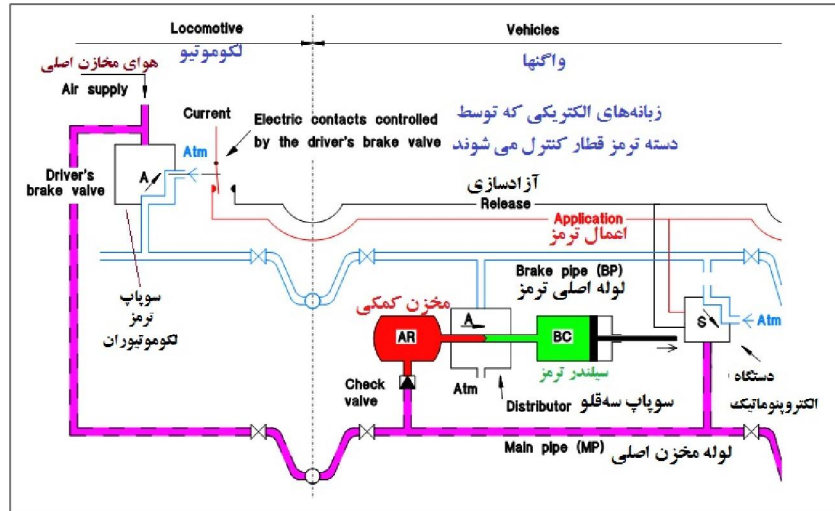 Locomotive
لکوموتیو
Vehicles
واگنها
هوای مخازن اصلی
Air supply
Current
Electric contacts controlled
by the driver's brake valve
زبانه‌های الکتریکی که توسط
دسته ترمز قطار کنترل می شوند
Atm
A
Driver's
brake valve
آزادسازی
Release
Application
اعمال ترمز
Brake pipe (BP)
لوله اصلی ترمز
سوپاپ
ترمز
لکوموتیوران
مخزن کمکی
A
S
Atm
AR
BC
سیلندر ترمز
Check
valve
Atm
Distributor
سوپاپ سه‌قلو
دستگاه
الکتروپنوماتیک
Main pipe (MP)
لوله مخزن اصلی